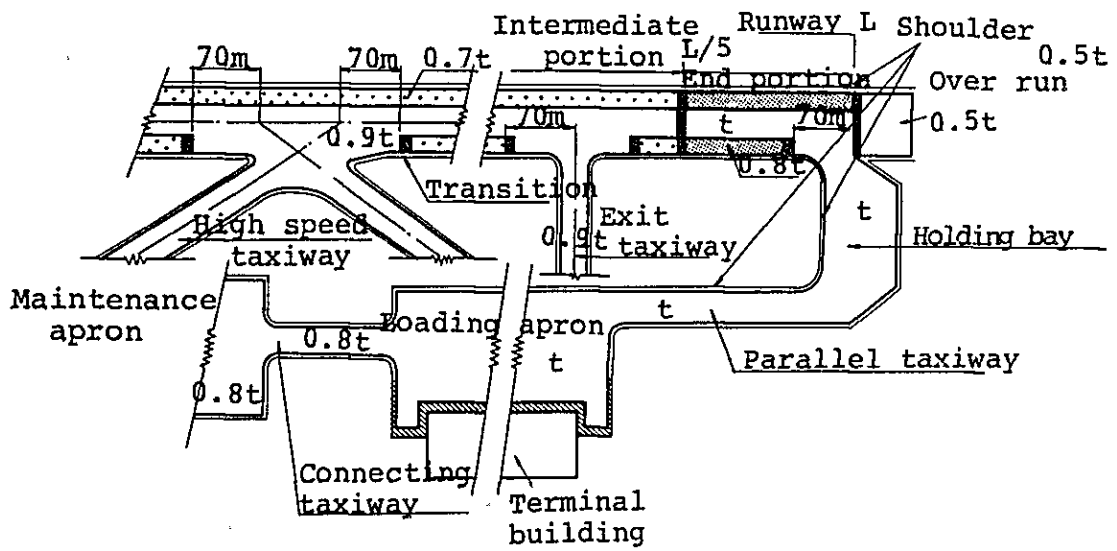 Intermediate
portion
Runway L
Shoulder
0.5t
70m
70m
0.7t
L/5
End portion
Over run
70m
t
0.5t
0.9t
0.8t
Transition
t
High speed
taxiway
Exit
taxiway
0.9t
Holding bay
Maintenance
apron
t
Loading apron
0.8t
t
Parallel taxiway
0.8t
Connecting
taxiway
Terminal
building